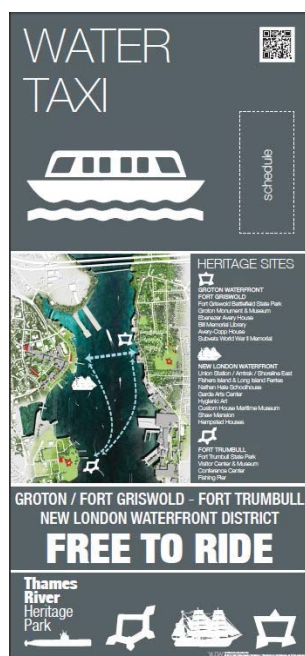 WATER
TAXI
schedule
HERITAGE SITES
GROTON WATERFRONT
FORT GRISWOLD
Fort Griswold Battlefield State Park
Groton Monument & Museum
Ebenezer Avery House
Bill Memorial Library
Avery-Copp House
Subvets World War II Memorial
NEW LONDON WATERFRONT
Union Station / Amtrak / Shoreline East
Fishers Island & Long Island Ferries
Nathan Hale Schoolhouse
Garde Arts Center
Hygienic Art
Custom House Maritime Museum
Shaw Mansion
Hempsted Houses
FORT TRUMBULL
Fort Trumbull State Park
Visitor Center & Museum
Conference Center
Fishing Pier
GROTON / FORT GRISWOLD - FORT TRUMBULL
NEW LONDON WATERFRONT DISTRICT
FREE TO RIDE
Thames
River
Heritage
Park